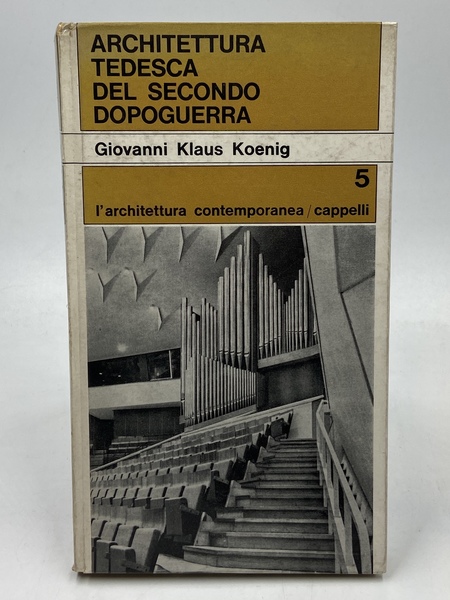 ARCHITETTURA
TEDESCA
DEL SECONDO
DOPOGUERRA
Giovanni Klaus Koenig
5
l'architettura contemporanea/cappelli